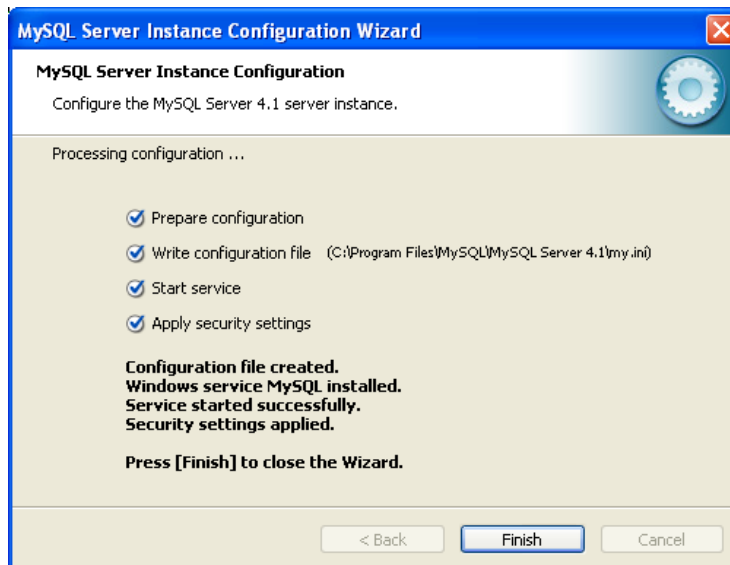 MySQL Server Instance Configuration Wizard
MySQL Server Instance Configuration
Configure the MySQL Server 4.1 server instance.
Processing configuration ...
Prepare configuration
Write configuration file (C:\Program Files\MySQL\MySQL Server 4.1\my.ini)
Start service
Apply security settings
Configuration file created.
Windows service MySQL installed.
Service started successfully.
Security settings applied.
Press [Finish] to close the Wizard.
< Back Finish Cancel